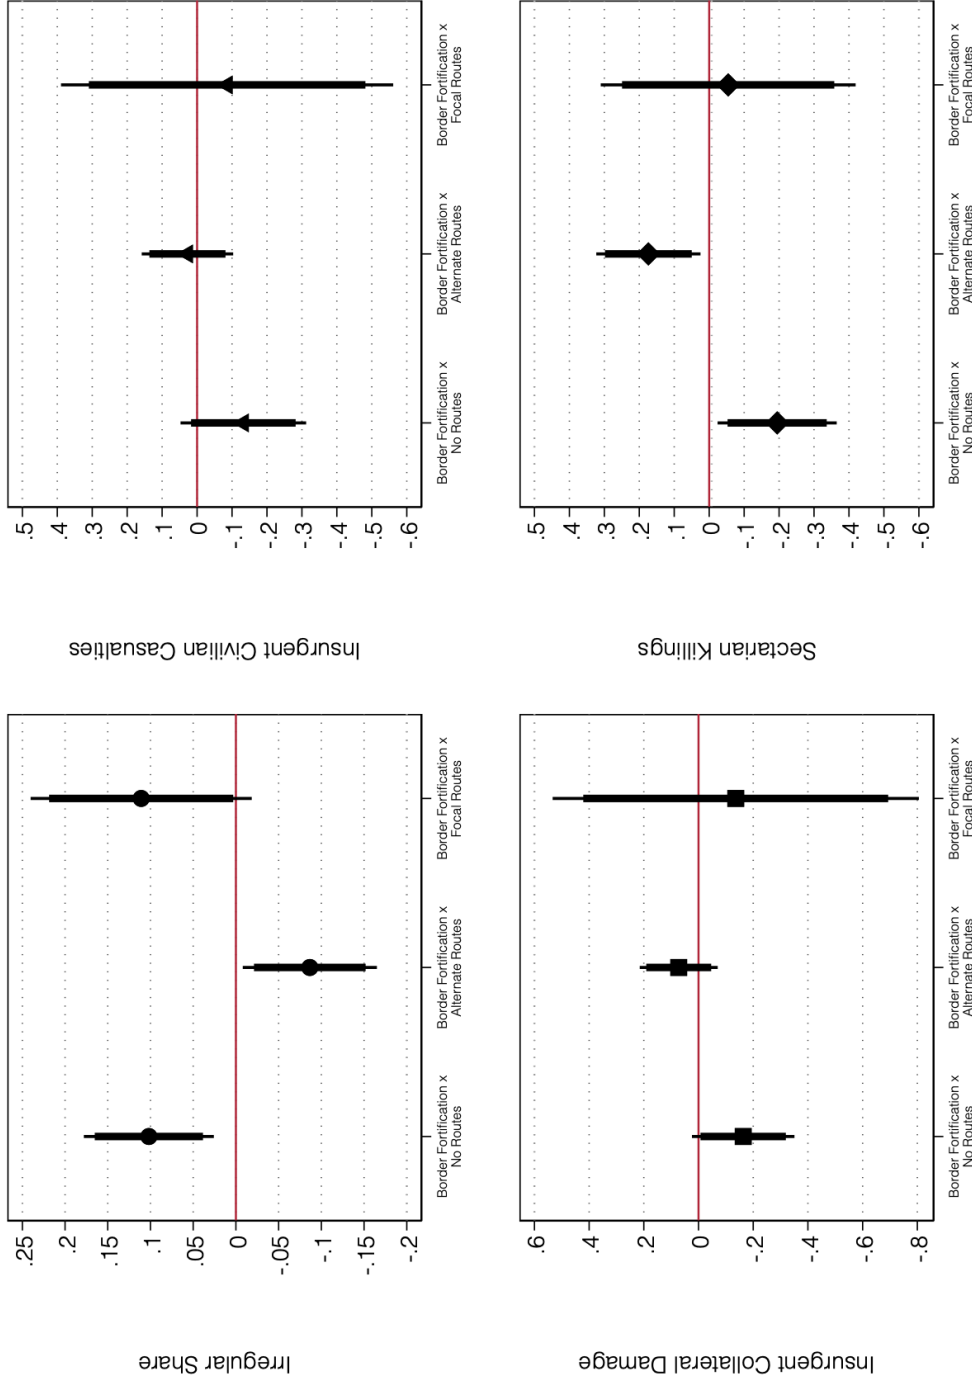 Irregular Share
.25
.2
.15
.1
.05
0
-.05
-.1
-.15
-.2
Border Fortification x
No Routes
Border Fortification x
Alternate Routes
Border Fortification x
Focal Routes
Insurgent Civilian Casualties
.5
.4
.3
.2
.1
0
-.1
-.2
-.3
-.4
-.5
-.6
Border Fortification x
No Routes
Border Fortification x
Alternate Routes
Border Fortification x
Focal Routes
Insurgent Collateral Damage
.6
.4
.2
0
-.2
-.4
-.6
-.8
Border Fortification x
No Routes
Border Fortification x
Alternate Routes
Border Fortification x
Focal Routes
Sectarian Killings
.5
.4
.3
.2
.1
0
-.1
-.2
-.3
-.4
-.5
-.6
Border Fortification x
No Routes
Border Fortification x
Alternate Routes
Border Fortification x
Focal Routes